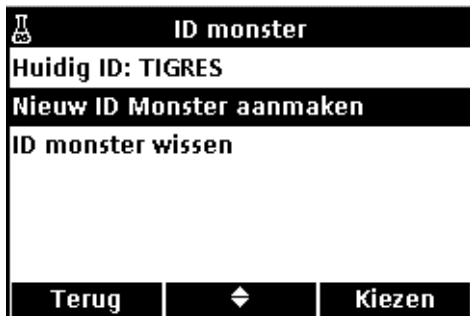 ID monster
Huidig ID: TIGRES
Nieuw ID Monster aanmaken
ID monster wissen
Terug Kiezen